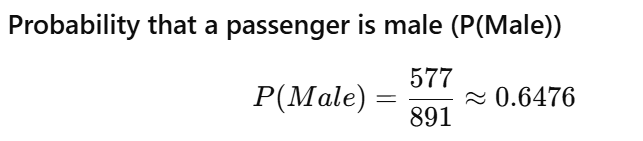 Probability that a passenger is male (P(Male))
P(Male) = 577/891 ≈ 0.6476